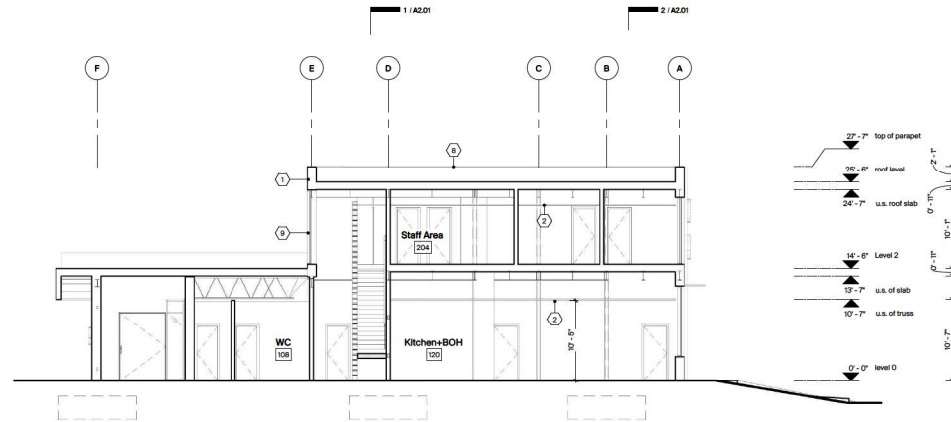 1 / A2.01
2 / A2.01
F
E
D
C
B
A
27' - 7" top of parapet
2' - 1"
8
25' - 6" roof level
1
0' - 11"
24' - 7" u.s. roof slab
2
9
Staff Area
204
10' - 1"
14' - 6" Level 2
0' - 11"
13' - 7" u.s. of slab
10' - 7" u.s. of truss
2
10' - 5"
WC
108
Kitchen+BOH
120
10' - 7"
0' - 0" level 0